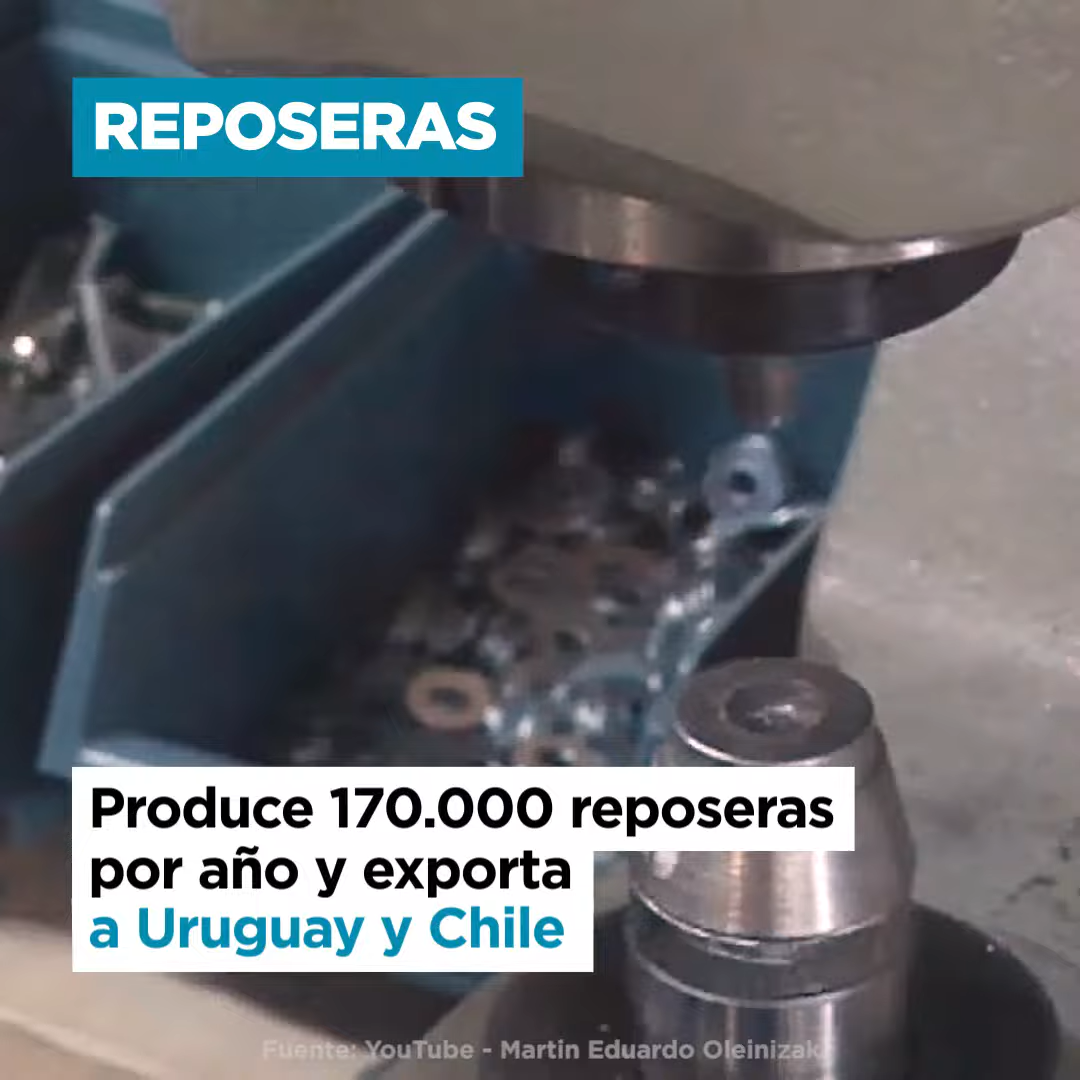 REPOSERAS
Produce 170.000 reposeras
por año y exporta
a Uruguay y Chile
Fuente: YouTube - Martin Eduardo Oleinizak